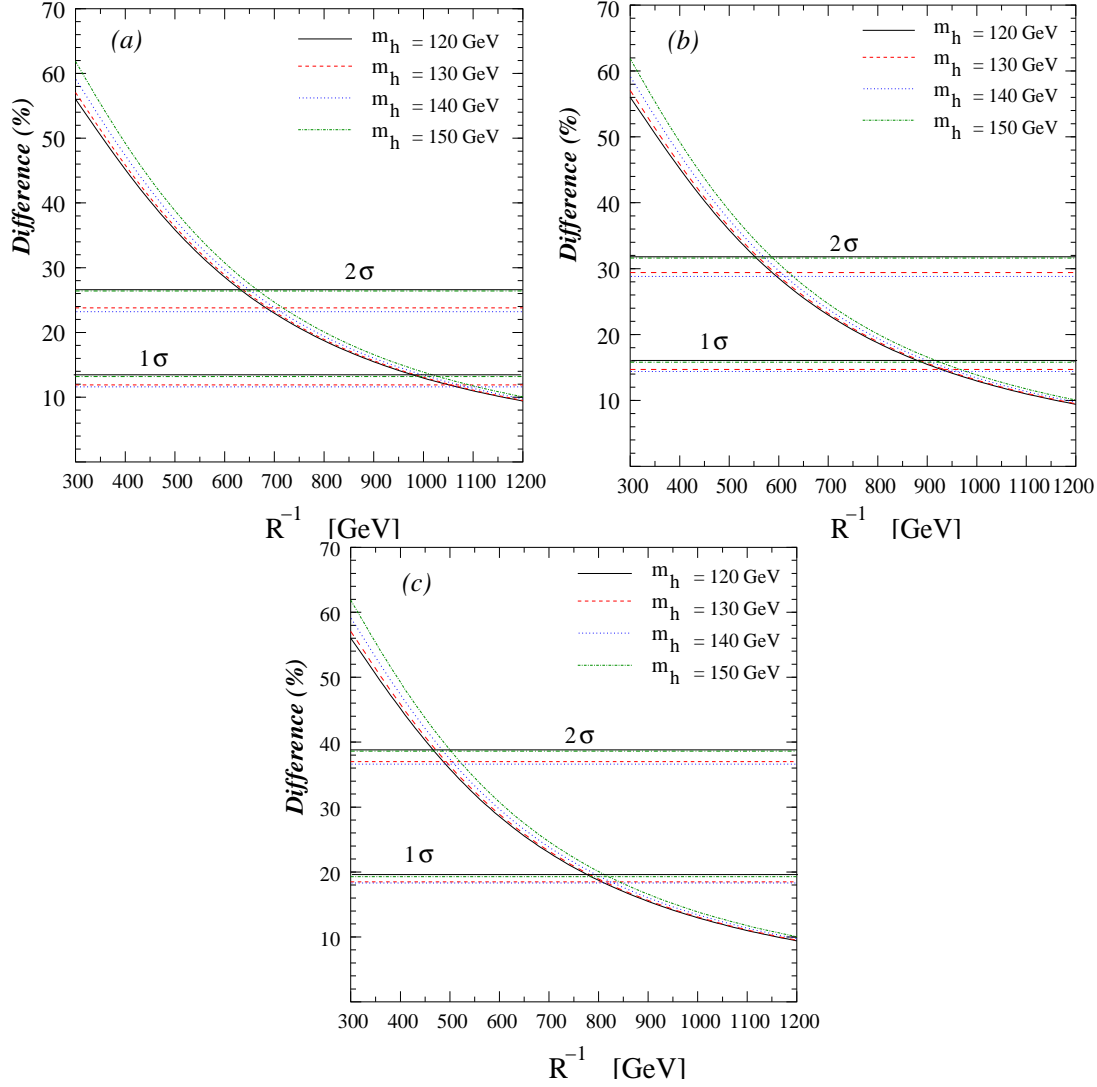 (a)
m_h = 120 GeV
m_h = 130 GeV
m_h = 140 GeV
m_h = 150 GeV
2σ
1σ
70
60
50
40
30
20
10
Difference (%)
300 400 500 600 700 800 900 1000 1100 1200
R^-1 [GeV]
(b)
m_h = 120 GeV
m_h = 130 GeV
m_h = 140 GeV
m_h = 150 GeV
2σ
1σ
70
60
50
40
30
20
10
Difference (%)
300 400 500 600 700 800 900 1000 1100 1200
R^-1 [GeV]
(c)
m_h = 120 GeV
m_h = 130 GeV
m_h = 140 GeV
m_h = 150 GeV
2σ
1σ
70
60
50
40
30
20
10
Difference (%)
300 400 500 600 700 800 900 1000 1100 1200
R^-1 [GeV]